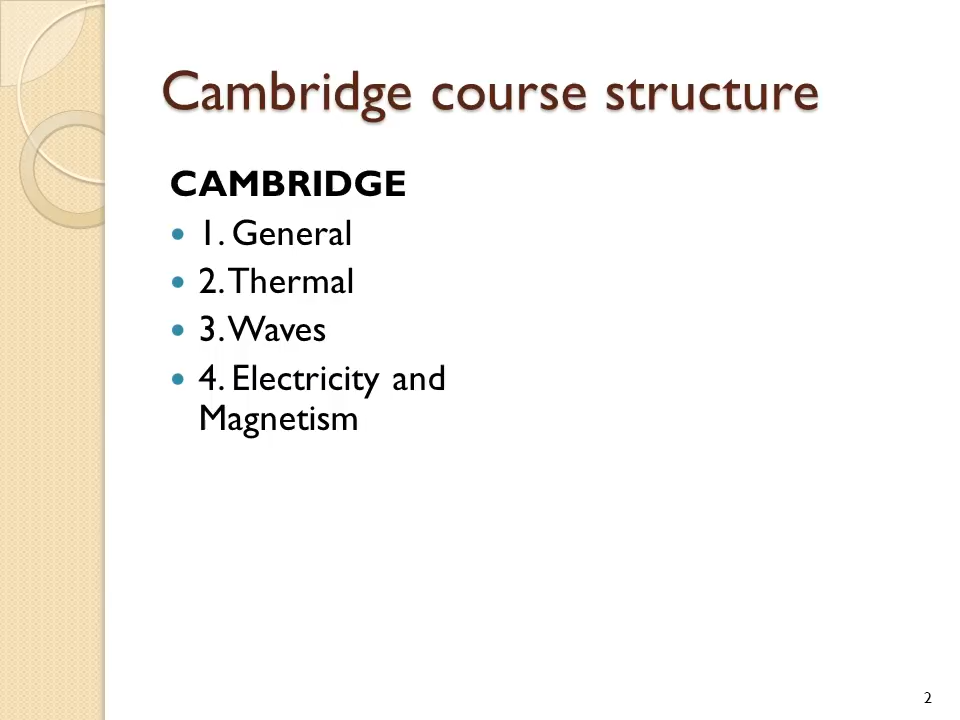 Cambridge course structure
CAMBRIDGE
1. General
2. Thermal
3. Waves
4. Electricity and
Magnetism
2